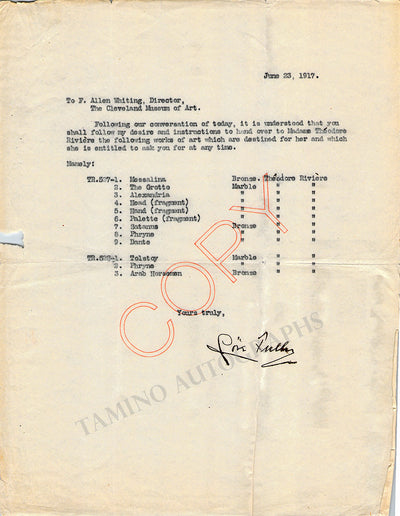 June 23, 1917.
To F. Allen Whiting, Director,
The Cleveland Museum of Art.
Following our conversation of today, it is understood that you
shall follow my desire and instructions to hand over to Madame Théodore
Rivière the following works of art which are destined for her and which
she is entitled to ask you for at any time.
Namely:
TR.527-1. Messalina Bronze. Théodore Rivière
2. The Grotto Marble " "
3. Alexandria " " "
4. Head (fragment) " " "
5. Hand (fragment) " " "
6. Palette (fragment) " " "
7. Satanas Bronze " "
8. Phryne " " "
9. Dante " " "
TR.528-1. Tolstoy Marble " "
2. Phryne " " "
3. Arab Horseman Bronze " "
COPY
Yours truly,
Loïe Fuller
TAMINO AUTOGRAPHS